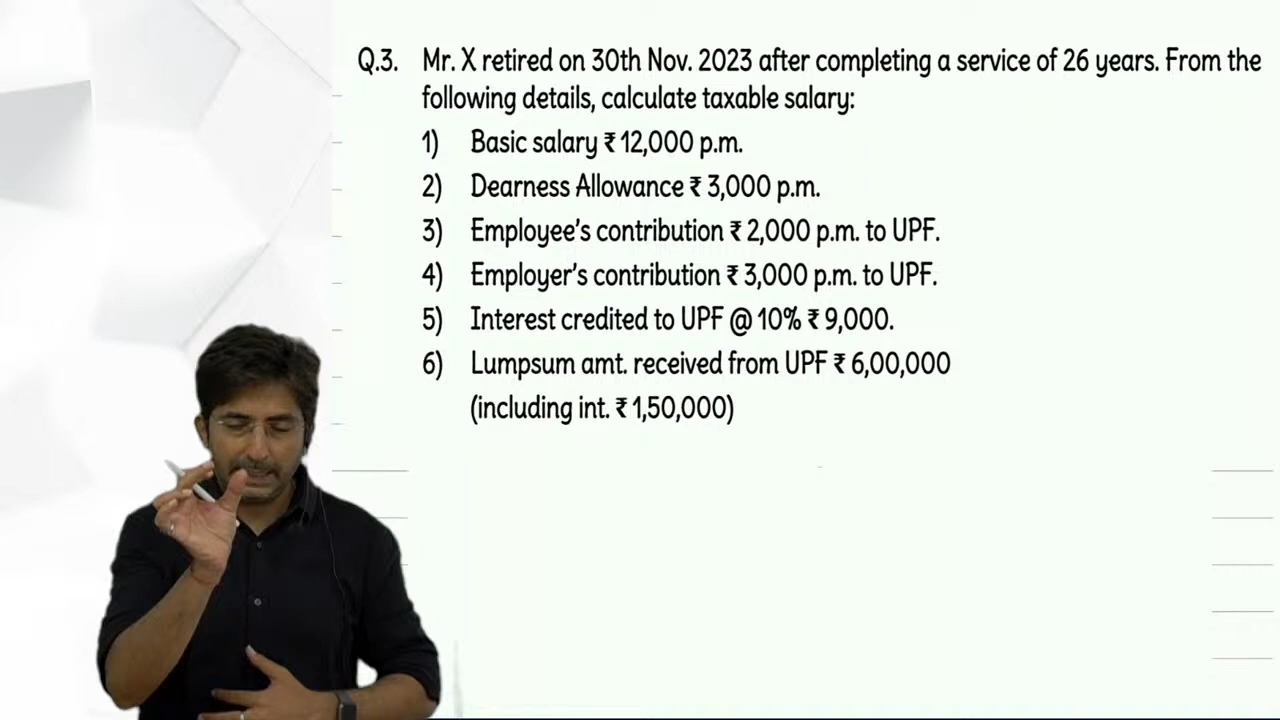 Q.3. Mr. X retired on 30th Nov. 2023 after completing a service of 26 years. From the
following details, calculate taxable salary:
1) Basic salary ₹ 12,000 p.m.
2) Dearness Allowance ₹ 3,000 p.m.
3) Employee's contribution ₹ 2,000 p.m. to UPF.
4) Employer's contribution ₹ 3,000 p.m. to UPF.
5) Interest credited to UPF @ 10% ₹ 9,000.
6) Lumpsum amt. received from UPF ₹ 6,00,000
(including int. ₹ 1,50,000)